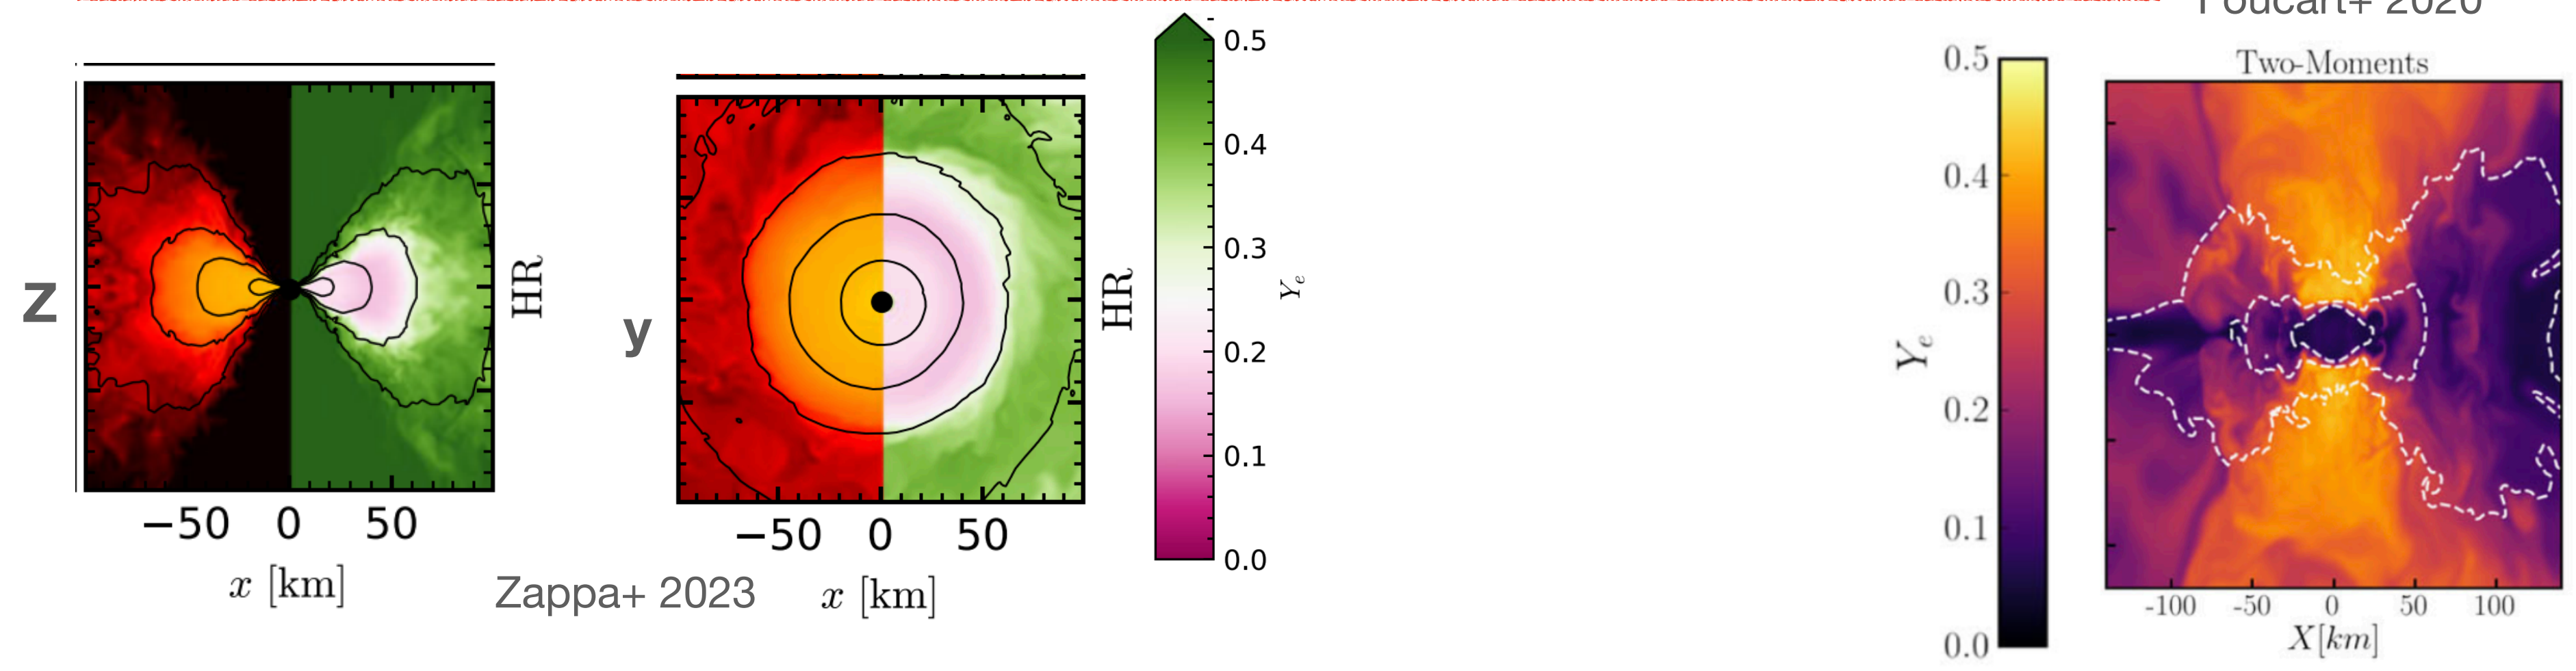 Foucart+ 2020
Z
HR
−50 0 50
x [km]
Zappa+ 2023
y
HR
−50 0 50
x [km]
0.5
0.4
0.3
0.2
0.1
0.0
Y_e
0.5
0.4
0.3
0.2
0.1
0.0
Y_e
Two-Moments
-100 -50 0 50 100
X[km]